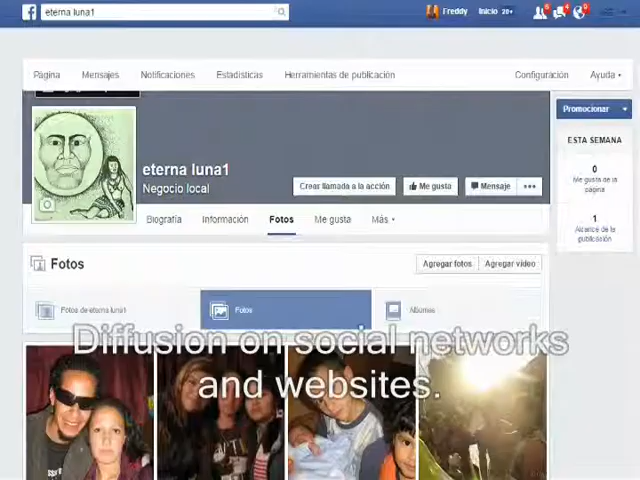 eterna luna1
Freddy
Inicio 20+
Página Mensajes Notificaciones Estadísticas Herramientas de publicación Configuración Ayuda
Promocionar
ESTA SEMANA
0
Me gusta de la
página
1
Alcance de la
publicación
eterna luna1
Negocio local
Crear llamada a la acción
Me gusta
Mensaje
Biografía Información Fotos Me gusta Más
Fotos
Agregar fotos
Agregar video
Fotos de eterna luna1
Fotos
Álbumes
Diffusion on social networks
and websites.